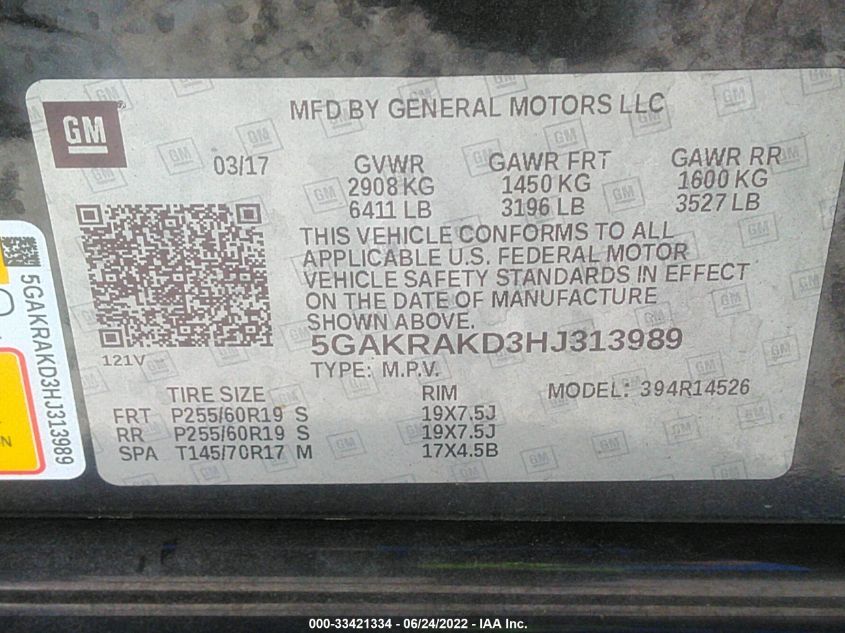 MFD BY GENERAL MOTORS LLC
GM
03/17
GVWR GAWR FRT GAWR RR
2908 KG 1450 KG 1600 KG
6411 LB 3196 LB 3527 LB
THIS VEHICLE CONFORMS TO ALL
APPLICABLE U.S. FEDERAL MOTOR
VEHICLE SAFETY STANDARDS IN EFFECT
ON THE DATE OF MANUFACTURE
SHOWN ABOVE.
5GAKRAKD3HJ313989
121V
TYPE: M.P.V.
TIRE SIZE RIM MODEL: 394R14526
FRT P255/60R19 S 19X7.5J
RR P255/60R19 S 19X7.5J
SPA T145/70R17 M 17X4.5B
5GAKRAKD3HJ313989
000-33421334 - 06/24/2022 - IAA Inc.